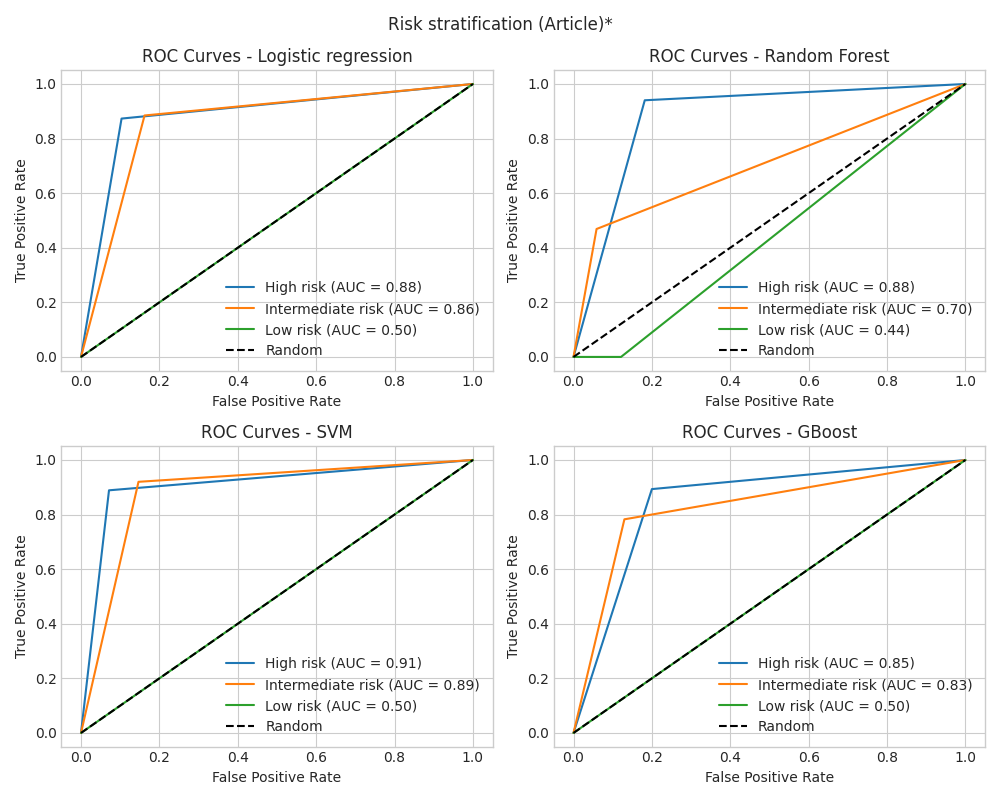 Risk stratification (Article)*
ROC Curves - Logistic regression
True Positive Rate
1.0
0.8
0.6
0.4
0.2
0.0
High risk (AUC = 0.88)
Intermediate risk (AUC = 0.86)
Low risk (AUC = 0.50)
Random
0.0 0.2 0.4 0.6 0.8 1.0
False Positive Rate
ROC Curves - Random Forest
True Positive Rate
1.0
0.8
0.6
0.4
0.2
0.0
High risk (AUC = 0.88)
Intermediate risk (AUC = 0.70)
Low risk (AUC = 0.44)
Random
0.0 0.2 0.4 0.6 0.8 1.0
False Positive Rate
ROC Curves - SVM
True Positive Rate
1.0
0.8
0.6
0.4
0.2
0.0
High risk (AUC = 0.91)
Intermediate risk (AUC = 0.89)
Low risk (AUC = 0.50)
Random
0.0 0.2 0.4 0.6 0.8 1.0
False Positive Rate
ROC Curves - GBoost
True Positive Rate
1.0
0.8
0.6
0.4
0.2
0.0
High risk (AUC = 0.85)
Intermediate risk (AUC = 0.83)
Low risk (AUC = 0.50)
Random
0.0 0.2 0.4 0.6 0.8 1.0
False Positive Rate